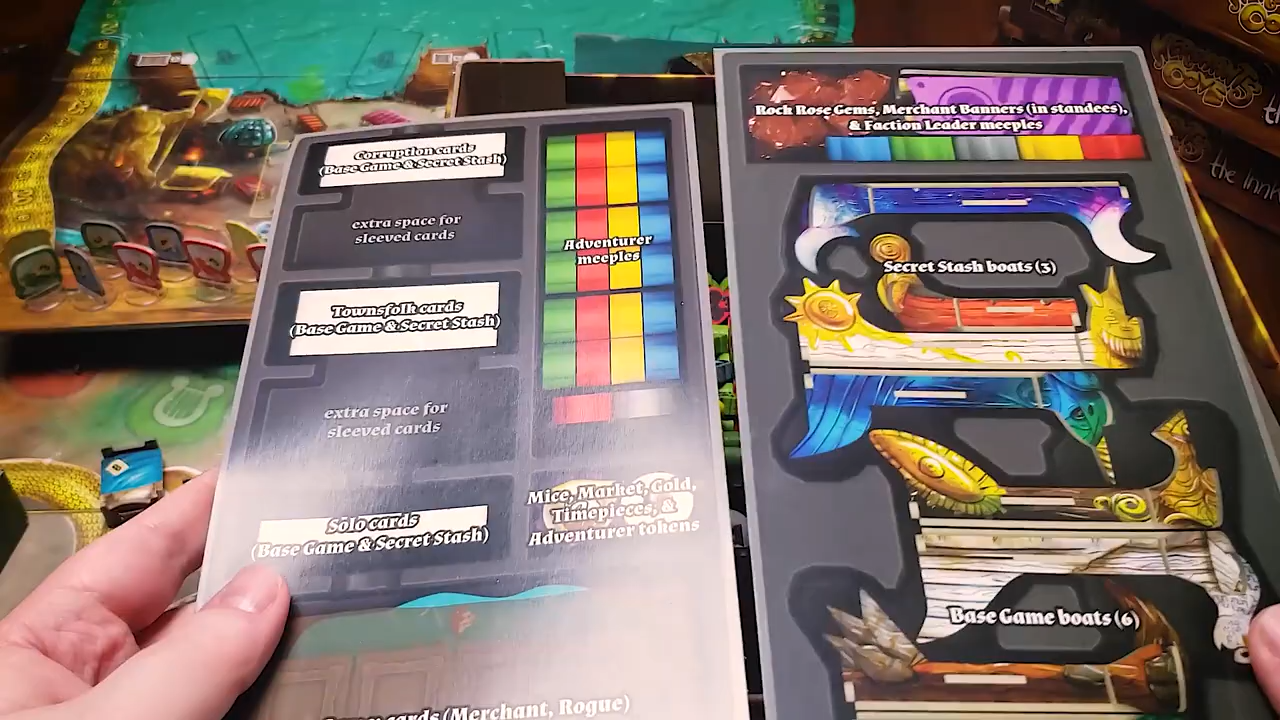 Corruption cards
(Base Game & Secret Stash)
extra space for
sleeved cards
Townsfolk cards
(Base Game & Secret Stash)
extra space for
sleeved cards
Solo cards
(Base Game & Secret Stash)
Adventurer
meeples
Mice, Market, Gold,
Timepieces, &
Adventurer tokens
cards (Merchant, Rogue)
Rock Rose Gems, Merchant Banners (in standees),
& Faction Leader meeples
Secret Stash boats (3)
Base Game boats (6)
COVE
the Inn